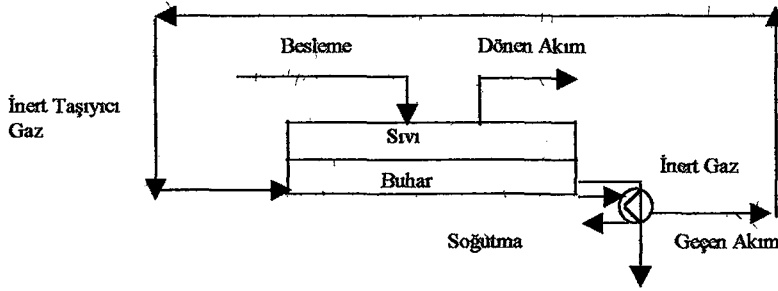 Besleme
Dönen Akım
İnert Taşıyıcı
Gaz
Sıvı
Buhar
İnert Gaz
Soğutma
Geçen Akım